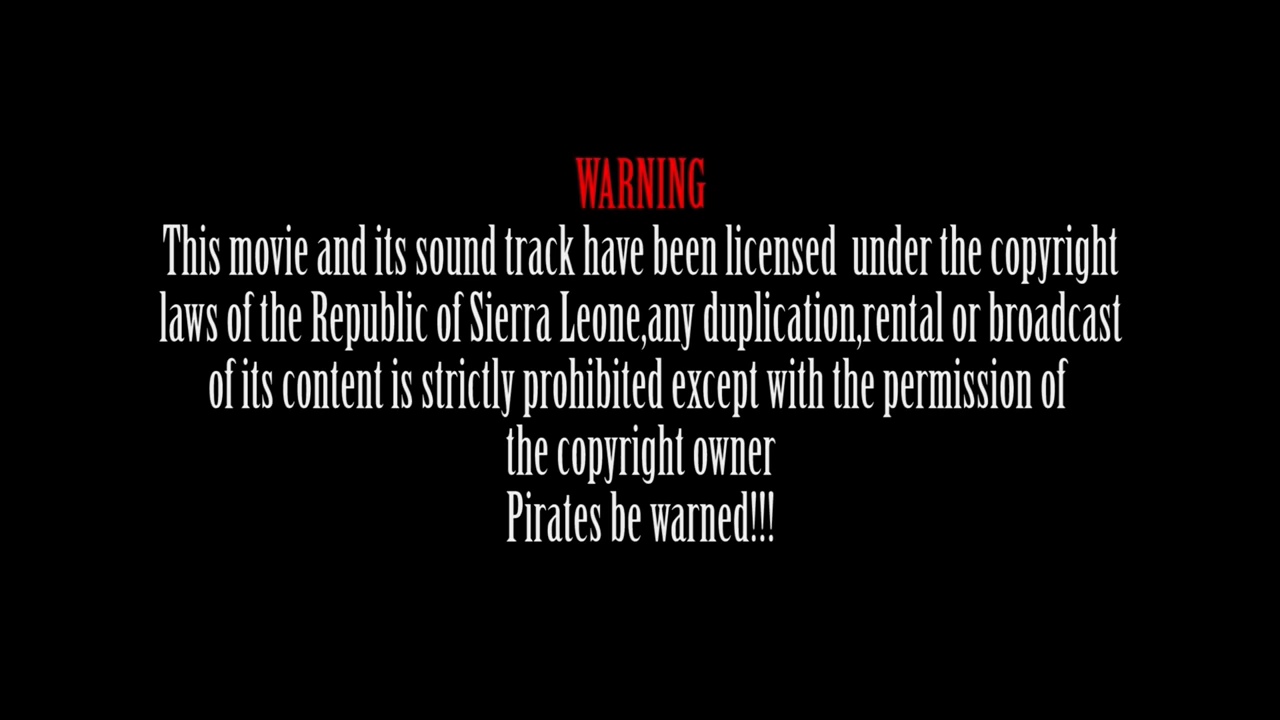 WARNING
This movie and its sound track have been licensed  under the copyright
laws of the Republic of Sierra Leone,any duplication,rental or broadcast
of its content is strictly prohibited except with the permission of
the copyright owner
Pirates be warned!!!